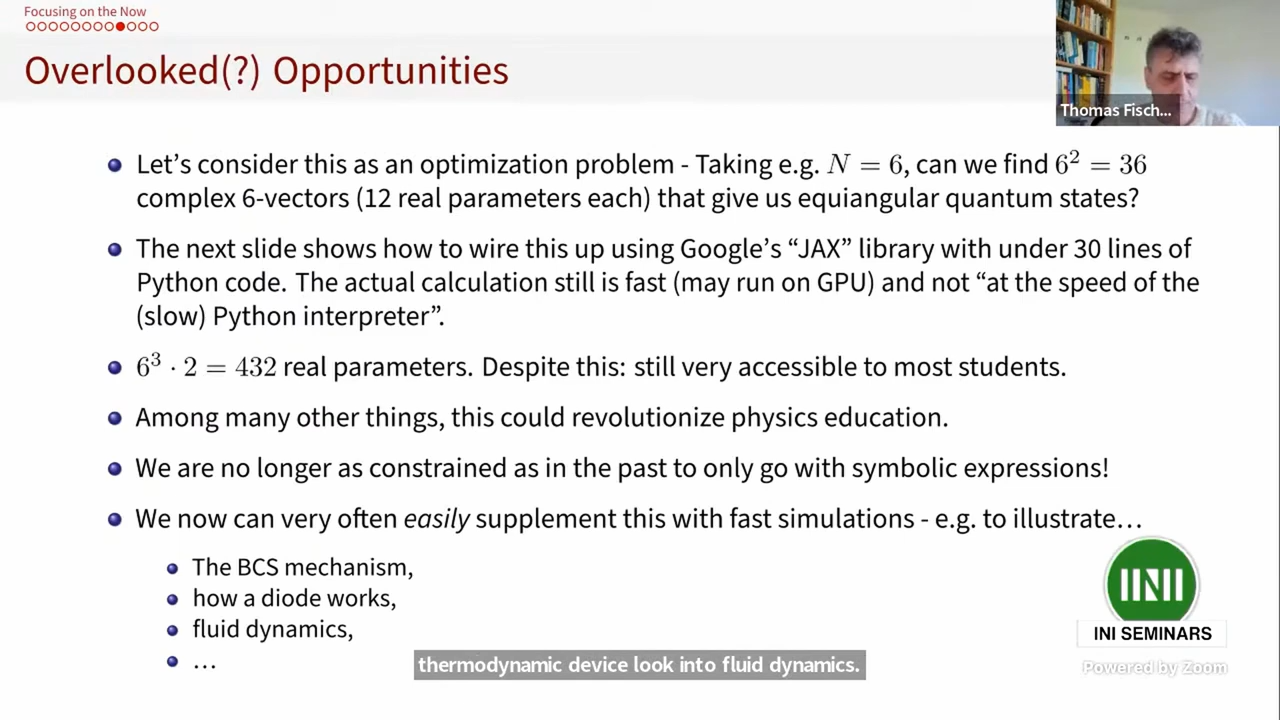 Focusing on the Now
Overlooked(?) Opportunities
Thomas Fisch...
Let's consider this as an optimization problem - Taking e.g. N = 6, can we find 6² = 36
complex 6-vectors (12 real parameters each) that give us equiangular quantum states?
The next slide shows how to wire this up using Google's “JAX” library with under 30 lines of
Python code. The actual calculation still is fast (may run on GPU) and not “at the speed of the
(slow) Python interpreter”.
6³ · 2 = 432 real parameters. Despite this: still very accessible to most students.
Among many other things, this could revolutionize physics education.
We are no longer as constrained as in the past to only go with symbolic expressions!
We now can very often easily supplement this with fast simulations - e.g. to illustrate…
The BCS mechanism,
how a diode works,
fluid dynamics,
…
thermodynamic device look into fluid dynamics.
INI
INI SEMINARS
Powered by Zoom